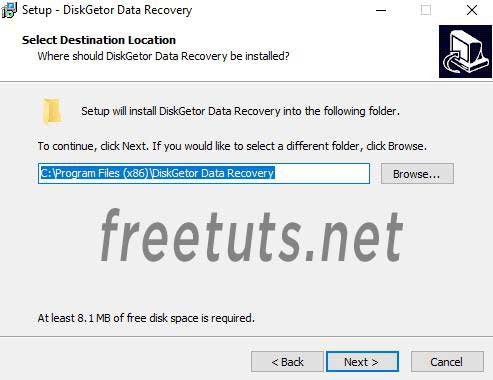 Setup - DiskGetor Data Recovery
Select Destination Location
Where should DiskGetor Data Recovery be installed?
Setup will install DiskGetor Data Recovery into the following folder.
To continue, click Next. If you would like to select a different folder, click Browse.
C:\Program Files (x86)\DiskGetor Data Recovery
Browse...
freetuts.net
At least 8.1 MB of free disk space is required.
< Back
Next >
Cancel